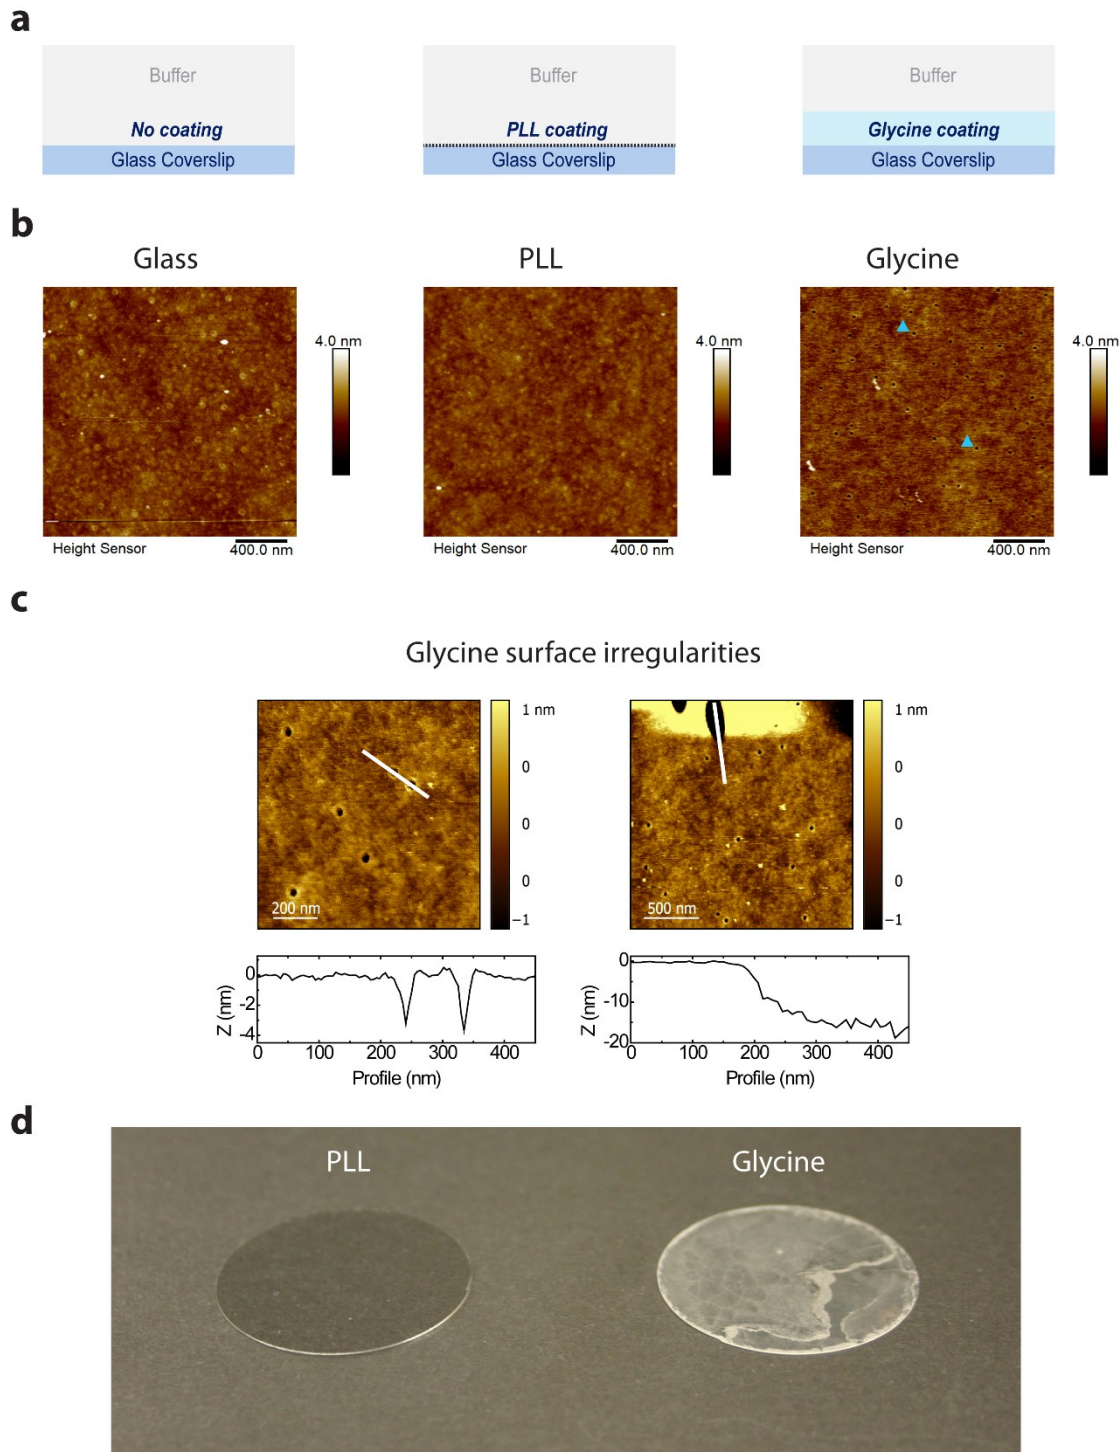 a
Buffer
No coating
Glass Coverslip
Buffer
PLL coating
Glass Coverslip
Buffer
Glycine coating
Glass Coverslip
b
Glass
PLL
Glycine
4.0 nm
4.0 nm
4.0 nm
Height Sensor
400.0 nm
Height Sensor
400.0 nm
Height Sensor
400.0 nm
c
Glycine surface irregularities
1 nm
0
0
0
−1
200 nm
1 nm
0
0
0
−1
500 nm
Z (nm)
0
-2
-4
0 100 200 300 400
Profile (nm)
Z (nm)
0
-10
-20
0 100 200 300 400
Profile (nm)
d
PLL
Glycine